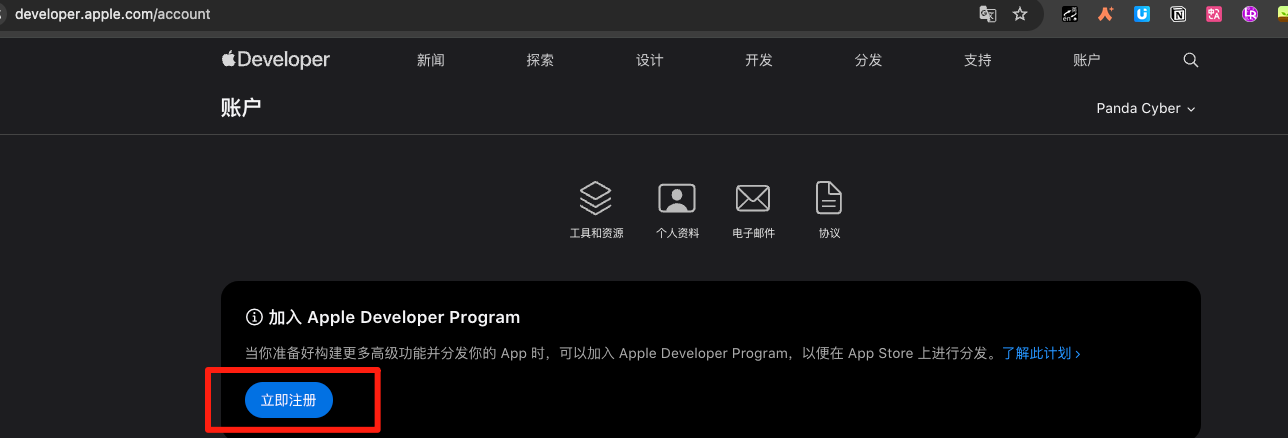 developer.apple.com/account
Developer 新闻 探索 设计 开发 分发 支持 账户
账户 Panda Cyber
工具和资源 个人资料 电子邮件 协议
加入 Apple Developer Program
当你准备好构建更多高级功能并分发你的 App 时，可以加入 Apple Developer Program，以便在 App Store 上进行分发。了解此计划 ›
立即注册